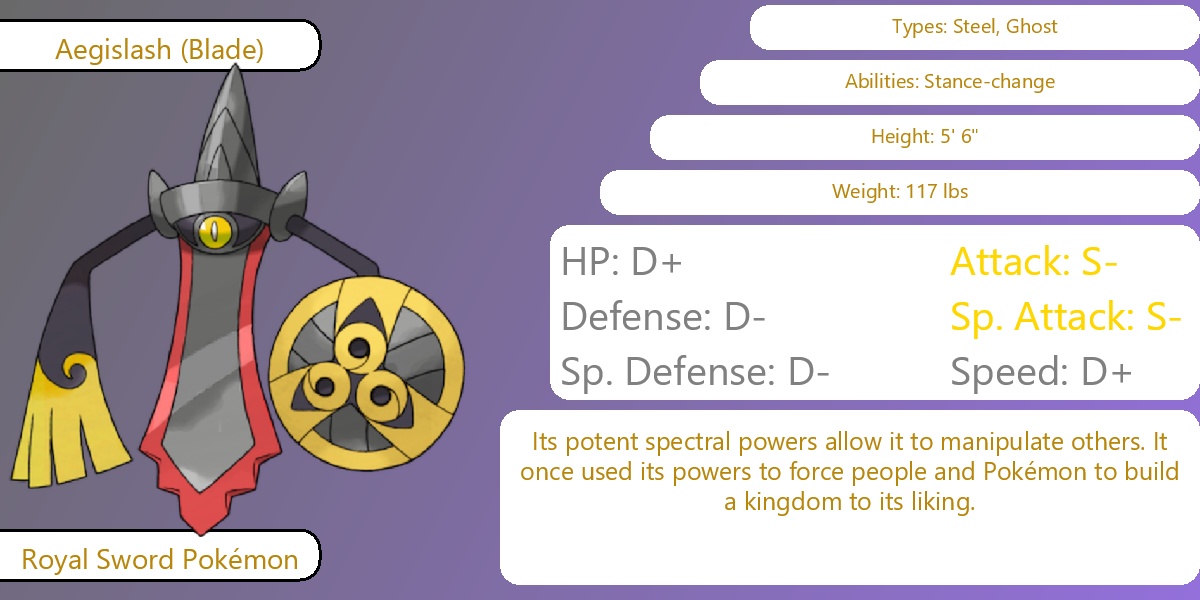 Aegislash (Blade)
Types: Steel, Ghost
Abilities: Stance-change
Height: 5' 6"
Weight: 117 lbs
HP: D+
Attack: S-
Defense: D-
Sp. Attack: S-
Sp. Defense: D-
Speed: D+
Its potent spectral powers allow it to manipulate others. It
once used its powers to force people and Pokémon to build
a kingdom to its liking.
Royal Sword Pokémon